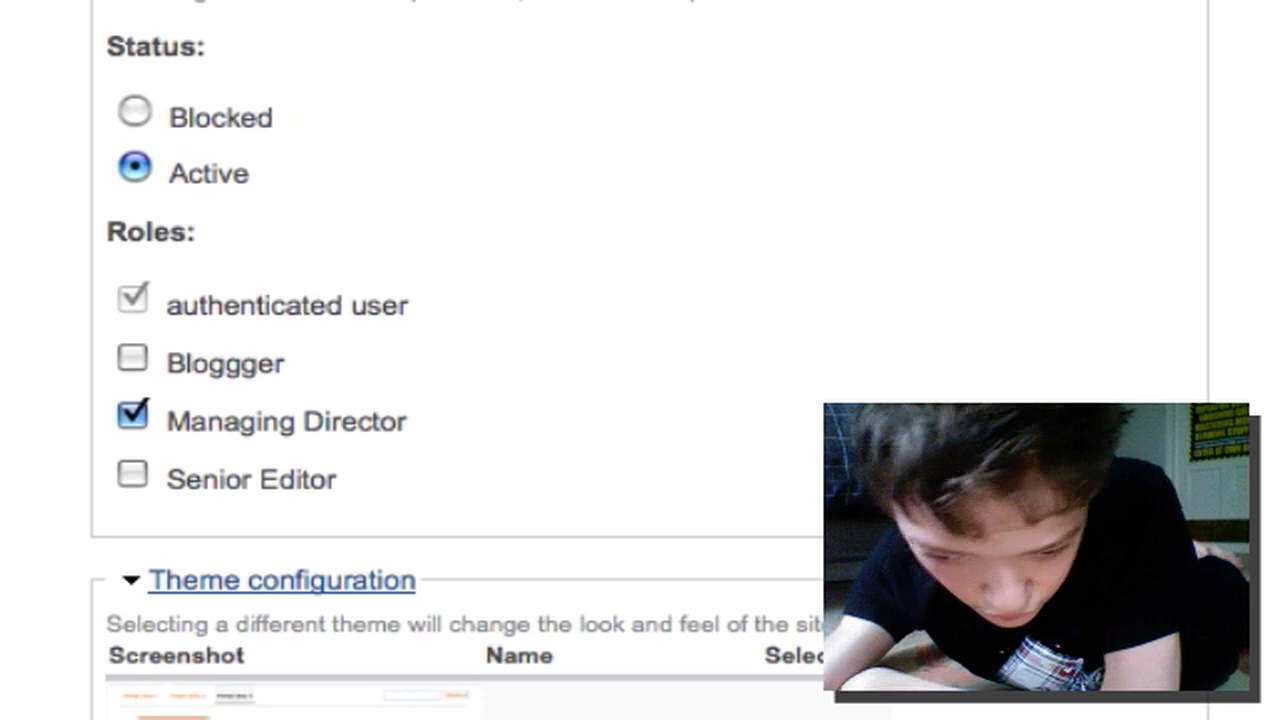 Status:
Blocked
Active
Roles:
authenticated user
Bloggger
Managing Director
Senior Editor
Theme configuration
Selecting a different theme will change the look and feel of the
Screenshot Name